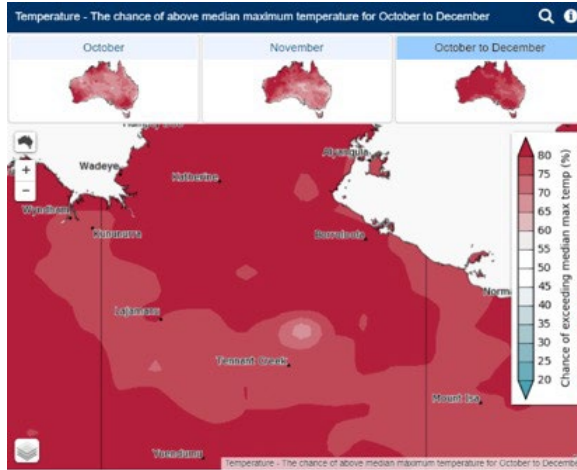 Temperature - The chance of above median maximum temperature for October to December
October
November
October to December
Wadeye
Alyangula
Katherine
Wyndham
Kununurra
Borroloola
Norm
Lajamanu
Tennant Creek
Mount Isa
Yuendumu
+
−
80
75
70
65
60
55
50
45
40
35
30
25
20
Chance of exceeding median max temp (%)
Temperature - The chance of above median maximum temperature for October to Decembe